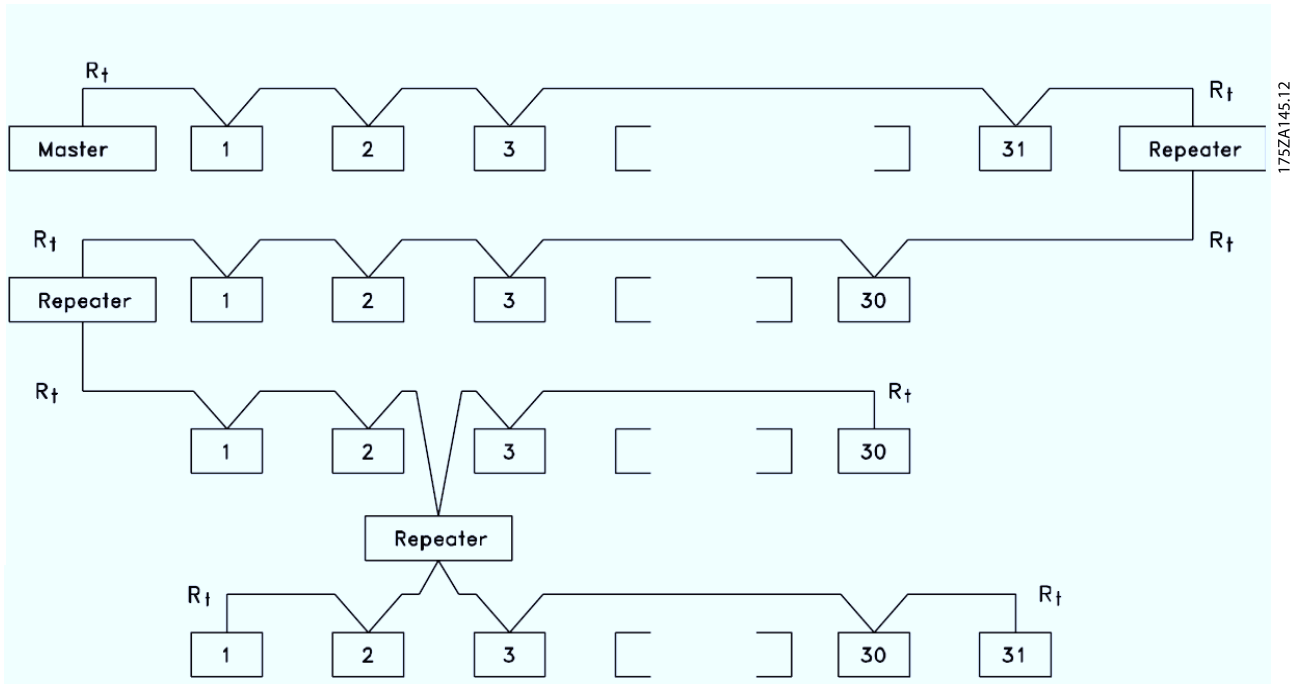 Rt
Rt
Master 1 2 3 31 Repeater
175ZA145.12
Rt
Rt
Repeater 1 2 3 30
Rt
Rt
1 2 3 30
Repeater
Rt
Rt
1 2 3 30 31